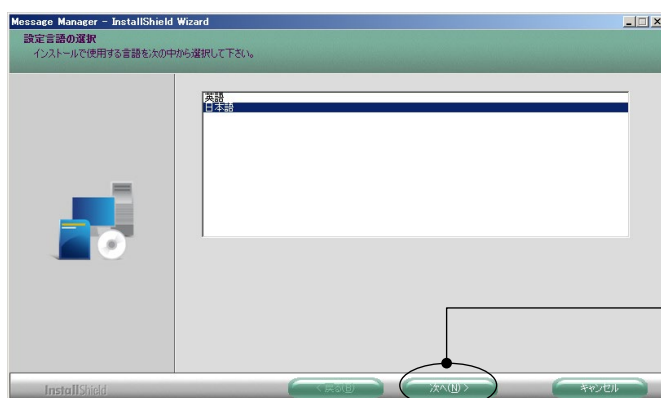 Message Manager - InstallShield Wizard
設定言語の選択
インストールで使用する言語を次の中から選択して下さい。
英語
日本語
InstallShield
< 戻る(B)
次へ(N) >
キャンセル